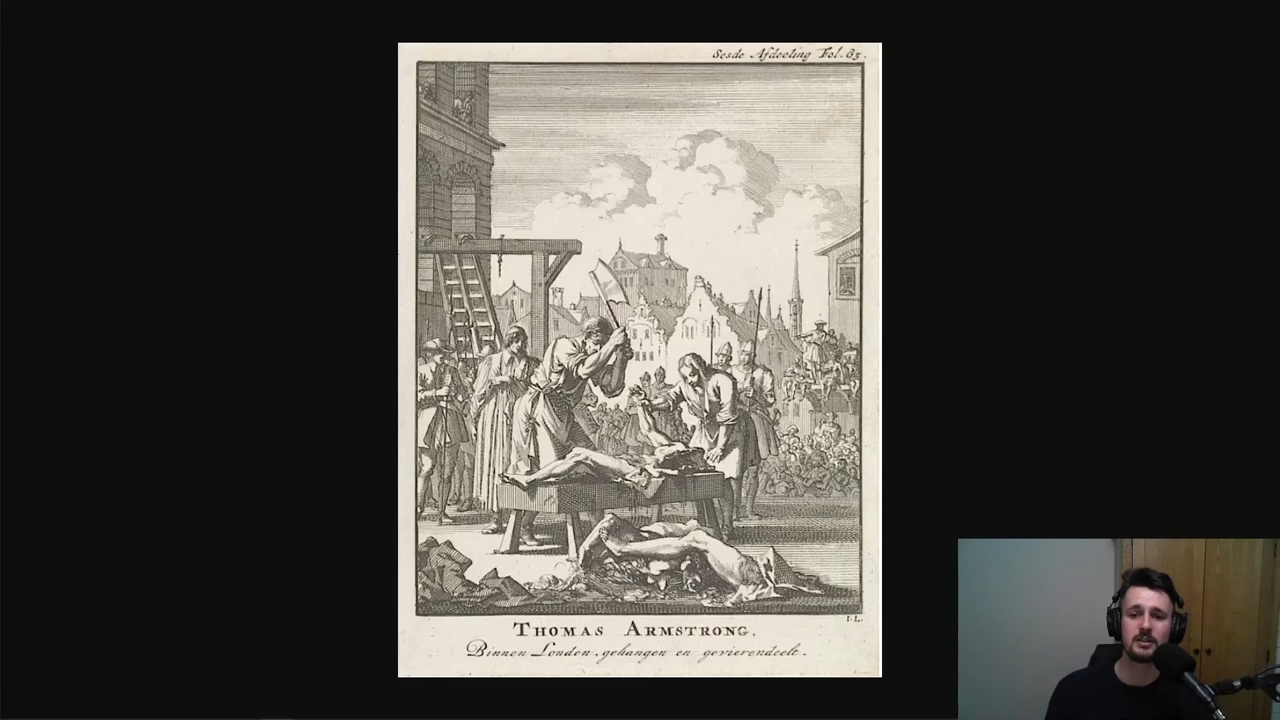 Sesde Afdeeling Fol. 83.
I. L.
THOMAS ARMSTRONG,
Binnen Londen, gehangen en gevierendeelt.